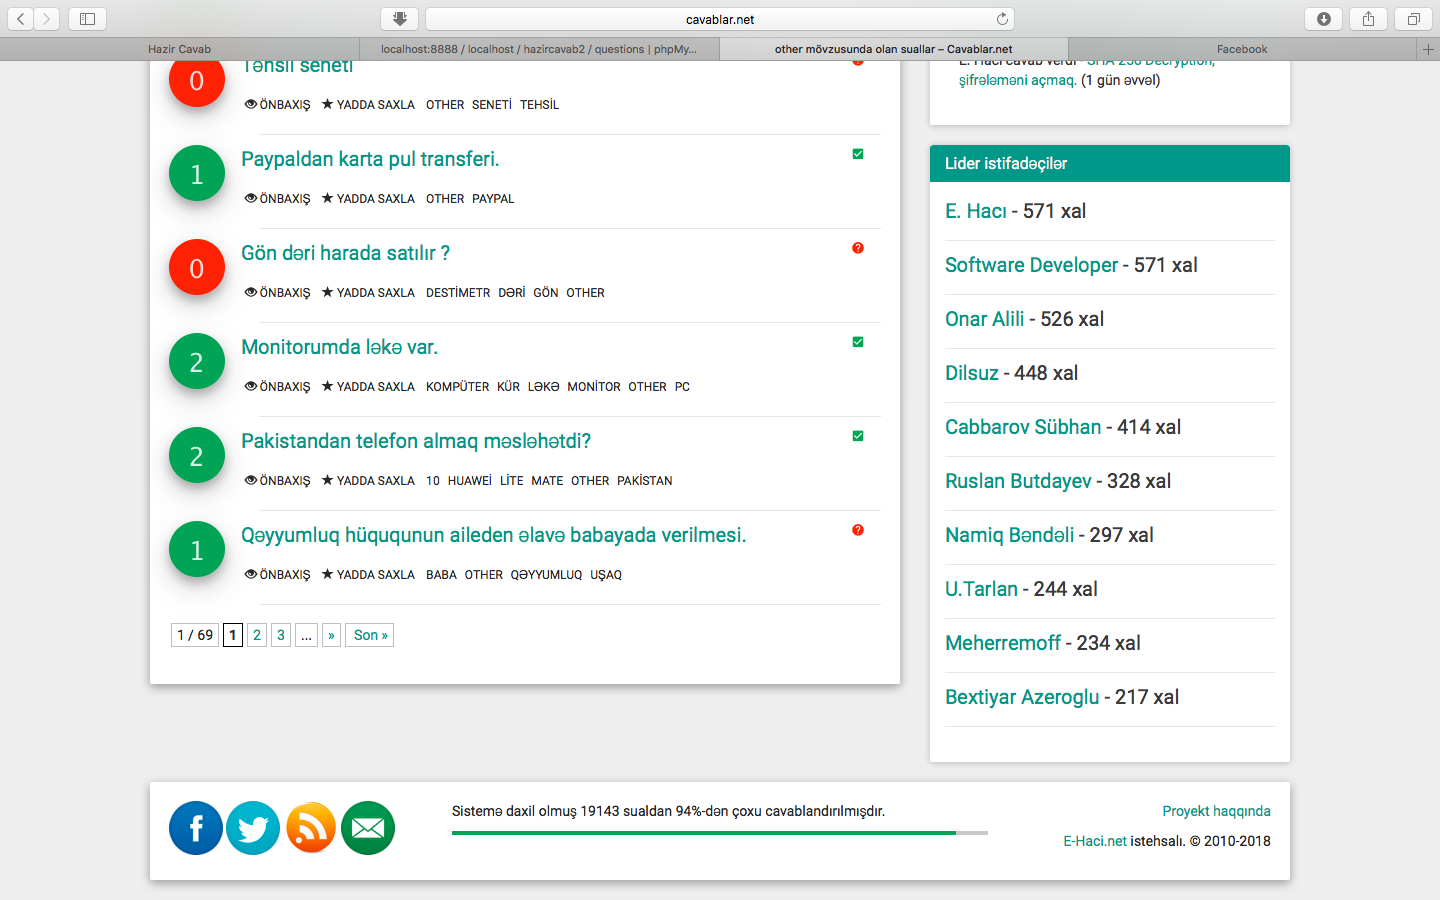 cavablar.net
Hazir Cavab
localhost:8888 / localhost / hazircavab2 / questions | phpMy...
other mövzusunda olan suallar – Cavablar.net
Facebook
0
Təhsil seneti
ÖNBAXIŞ YADDA SAXLA OTHER SENETİ TEHSİL
1
Paypaldan karta pul transferi.
ÖNBAXIŞ YADDA SAXLA OTHER PAYPAL
0
Gön dəri harada satılır ?
ÖNBAXIŞ YADDA SAXLA DESTİMETR DƏRİ GÖN OTHER
2
Monitorumda ləkə var.
ÖNBAXIŞ YADDA SAXLA KOMPÜTER KÜR LƏKƏ MONİTOR OTHER PC
2
Pakistandan telefon almaq məsləhətdi?
ÖNBAXIŞ YADDA SAXLA 10 HUAWEİ LİTE MATE OTHER PAKİSTAN
1
Qəyyumluq hüququnun aileden əlavə babayada verilmesi.
ÖNBAXIŞ YADDA SAXLA BABA OTHER QƏYYUMLUQ UŞAQ
1 / 69 1 2 3 ... » Son »
E. Hacı cavab verdi - SHA 256 Decryption,
şifrələməni açmaq. (1 gün əvvəl)
Lider istifadəçilər
E. Hacı - 571 xal
Software Developer - 571 xal
Onar Alili - 526 xal
Dilsuz - 448 xal
Cabbarov Sübhan - 414 xal
Ruslan Butdayev - 328 xal
Namiq Bəndəli - 297 xal
U.Tarlan - 244 xal
Meherremoff - 234 xal
Bextiyar Azeroglu - 217 xal
Sistemə daxil olmuş 19143 sualdan 94%-dən çoxu cavablandırılmışdır.
Proyekt haqqında
E-Haci.net istehsalı. © 2010-2018